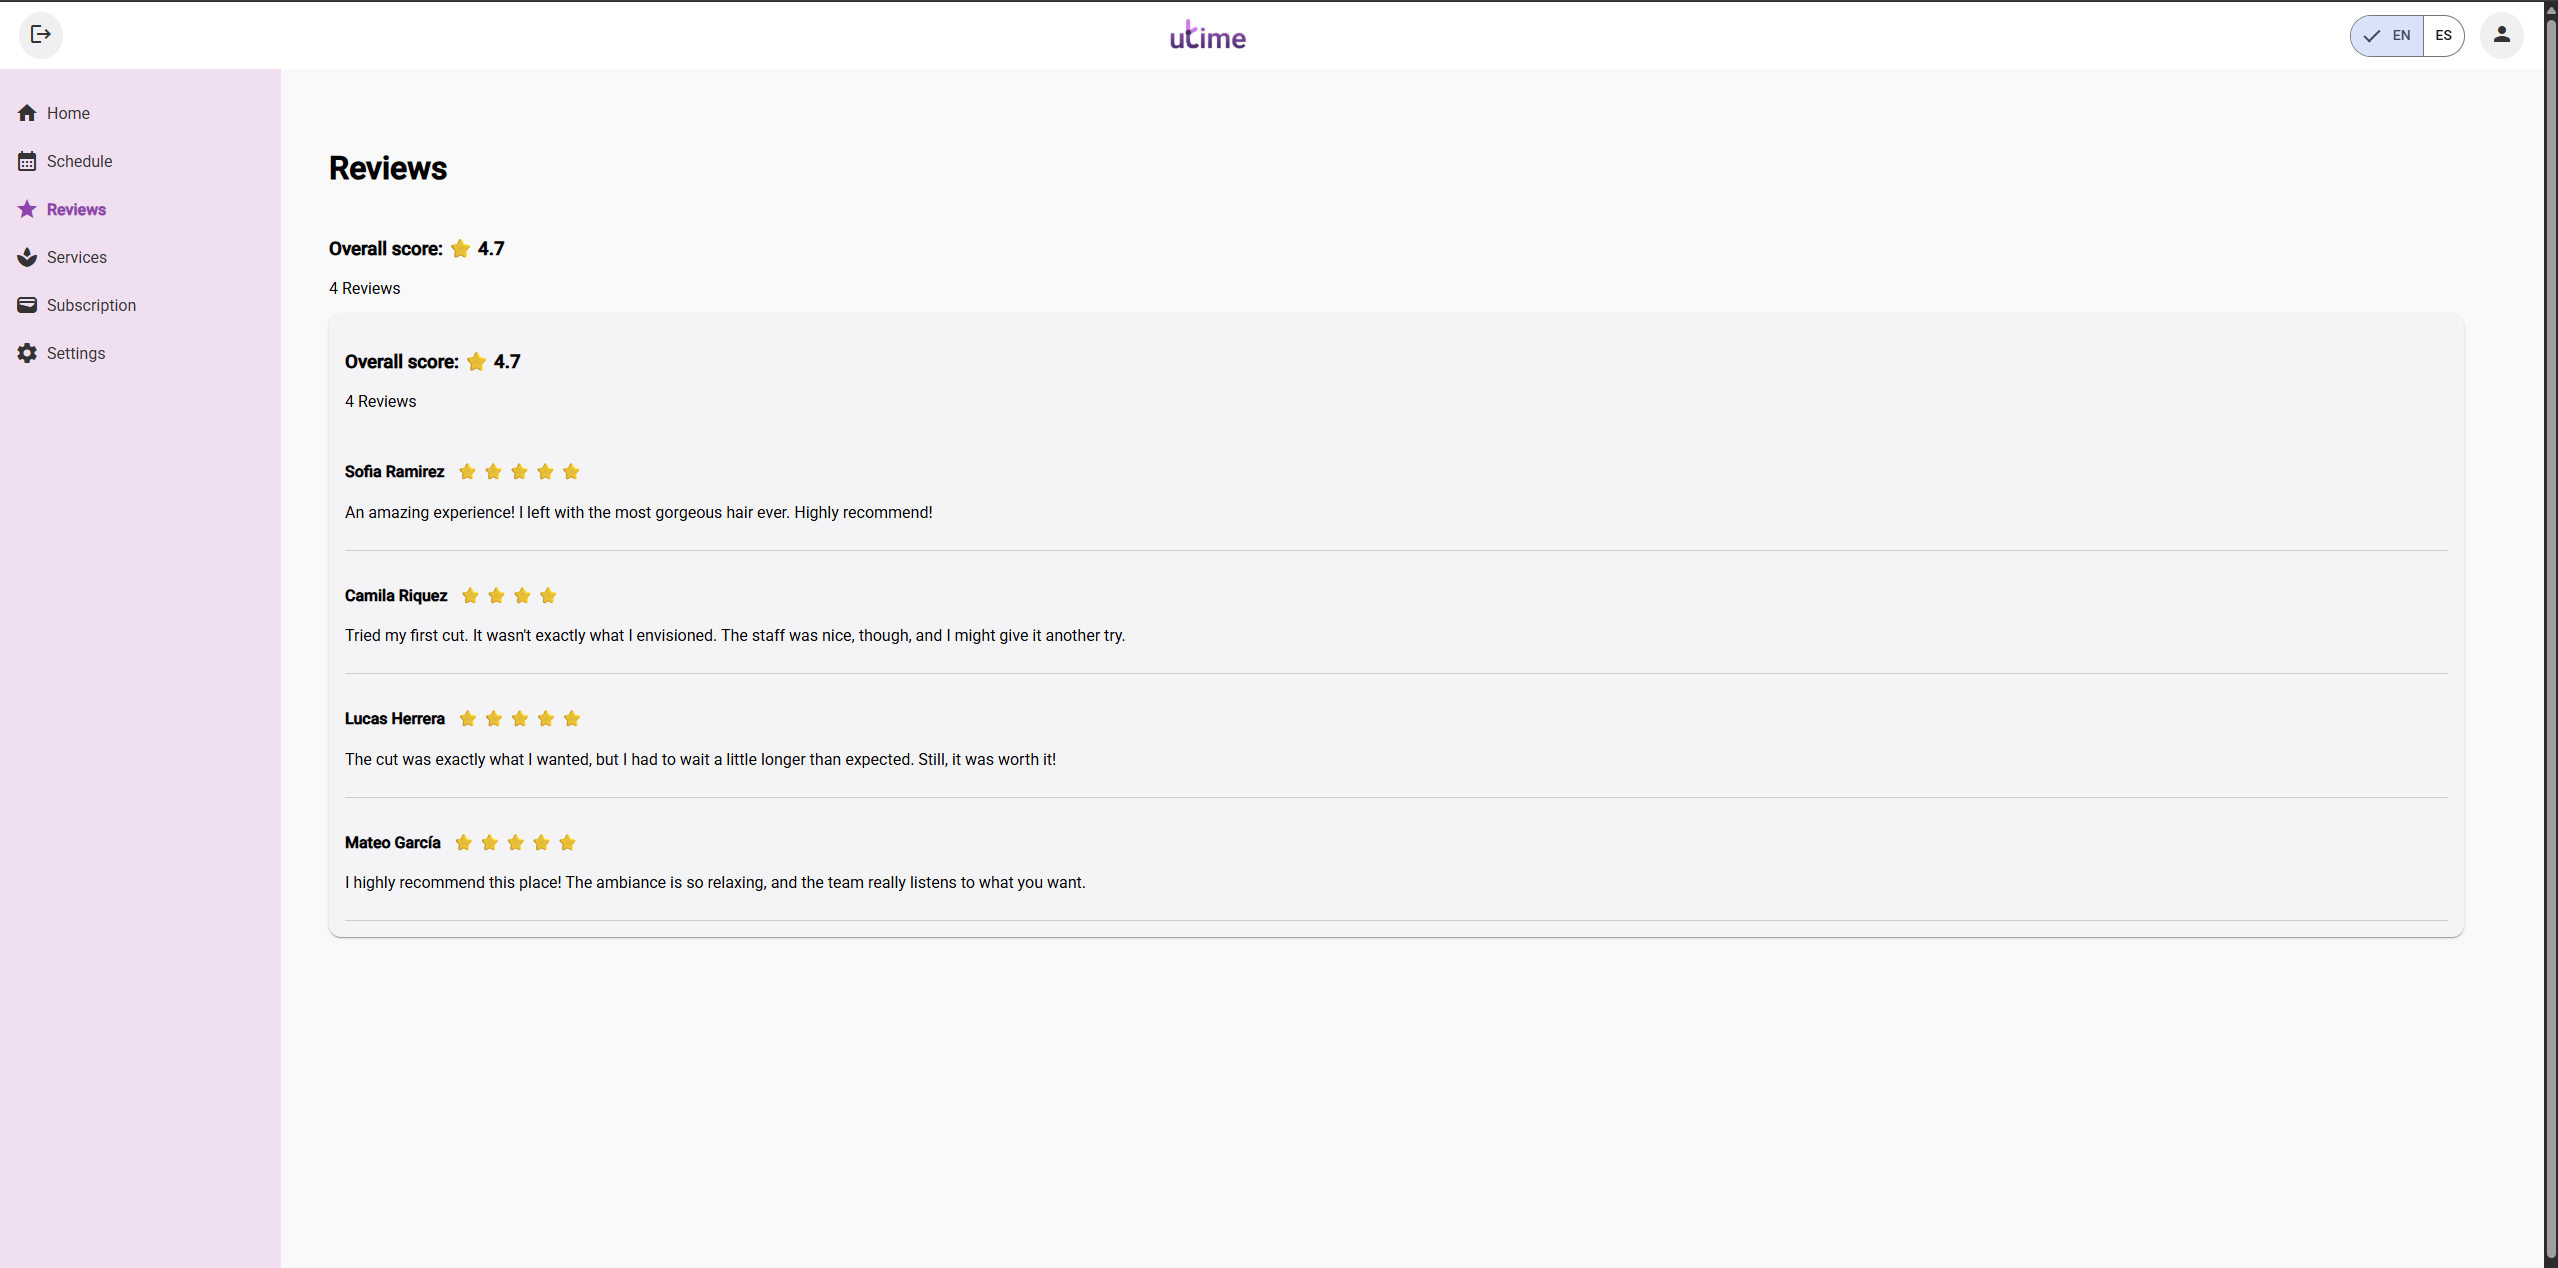 utime
EN ES
Home
Schedule
Reviews
Services
Subscription
Settings
Reviews
Overall score: 4.7
4 Reviews
Overall score: 4.7
4 Reviews
Sofia Ramirez
An amazing experience! I left with the most gorgeous hair ever. Highly recommend!
Camila Riquez
Tried my first cut. It wasn't exactly what I envisioned. The staff was nice, though, and I might give it another try.
Lucas Herrera
The cut was exactly what I wanted, but I had to wait a little longer than expected. Still, it was worth it!
Mateo García
I highly recommend this place! The ambiance is so relaxing, and the team really listens to what you want.